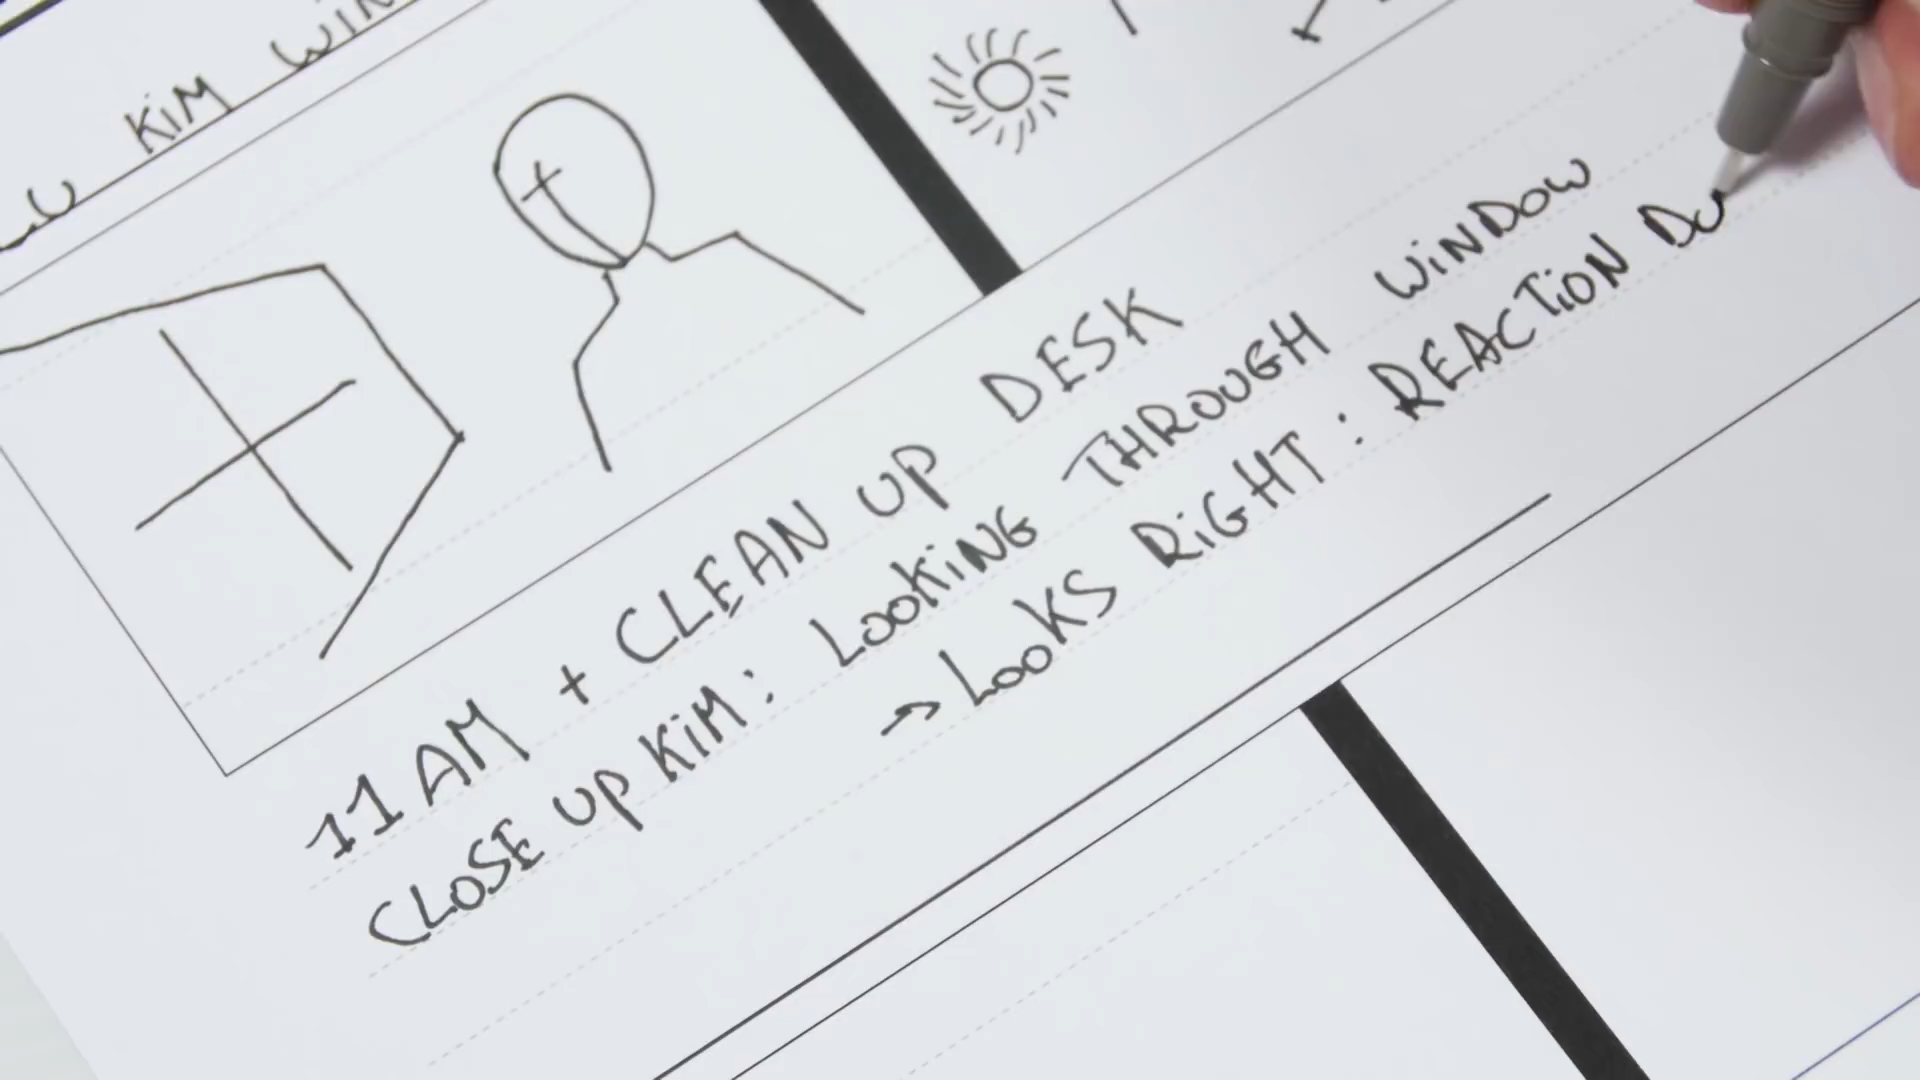 KiM
11 AM + CLEAN UP DESK
CLOSE UP KiM: LOOKiNG THROUGH WiNDOW
→ LOOKS RiGHT: REACTiON